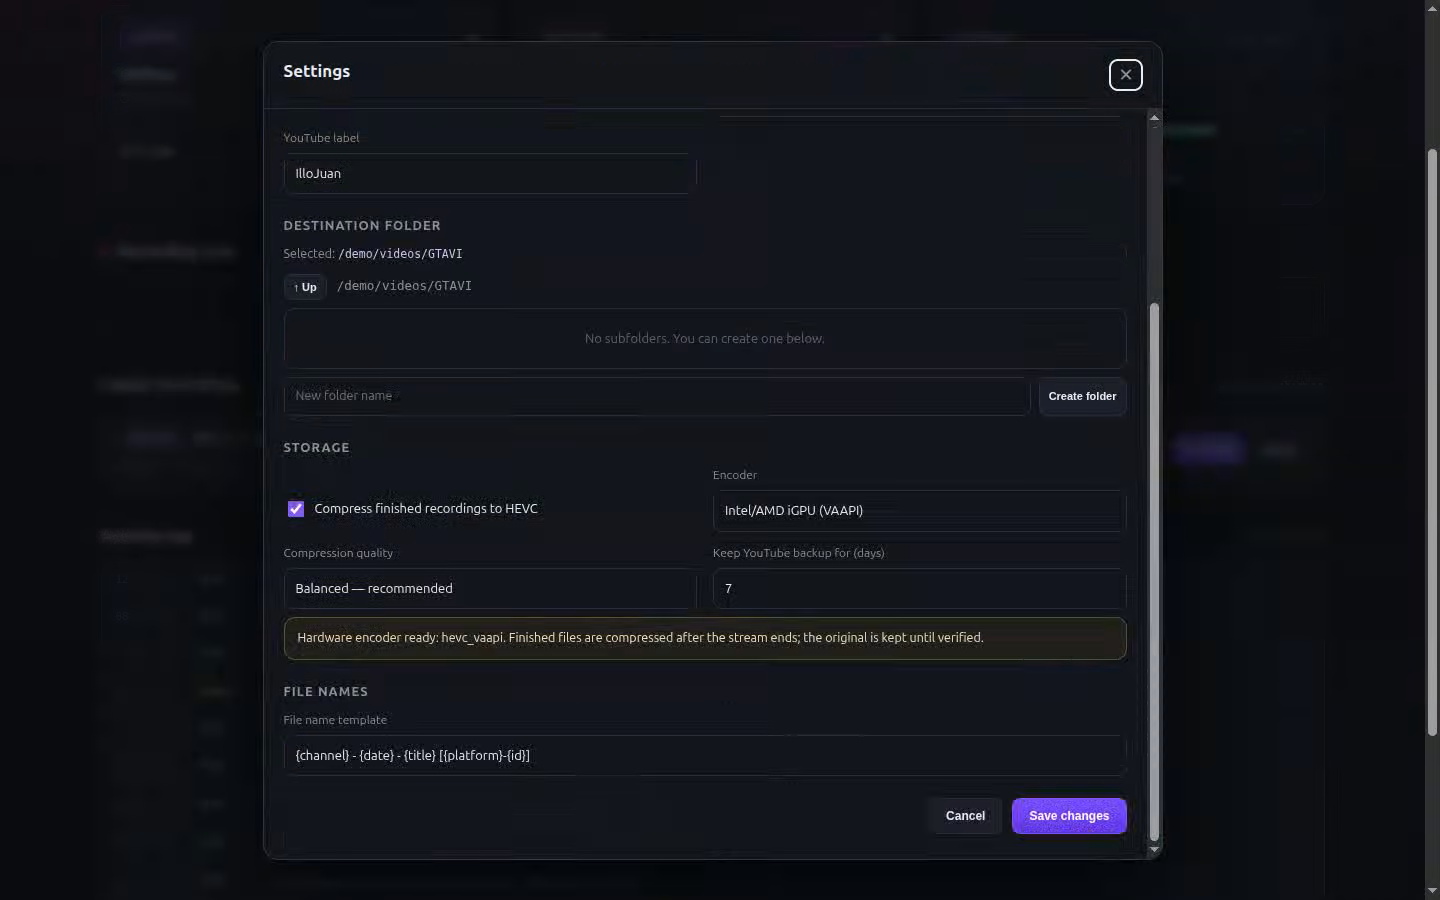 Settings
YouTube label
IlloJuan
DESTINATION FOLDER
Selected: /demo/videos/GTAVI
↑ Up /demo/videos/GTAVI
No subfolders. You can create one below.
New folder name
Create folder
STORAGE
Encoder
Compress finished recordings to HEVC
Intel/AMD iGPU (VAAPI)
Compression quality
Keep YouTube backup for (days)
Balanced — recommended
7
Hardware encoder ready: hevc_vaapi. Finished files are compressed after the stream ends; the original is kept until verified.
FILE NAMES
File name template
{channel} - {date} - {title} [{platform}-{id}]
Cancel
Save changes